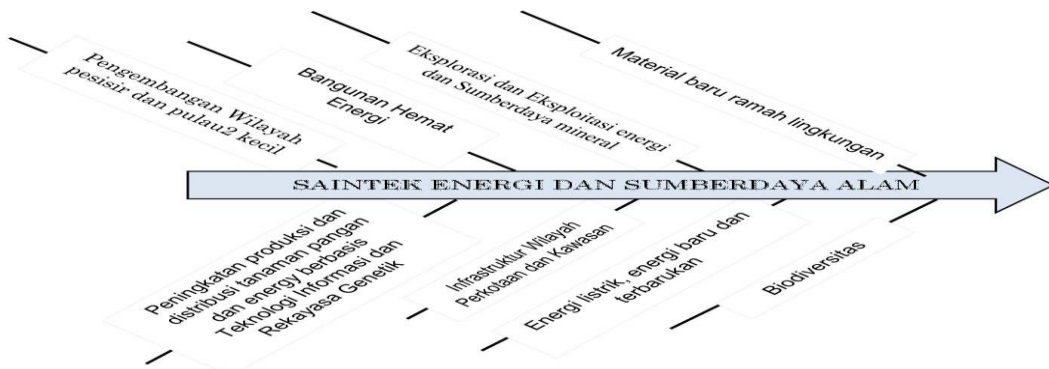 Pengembangan Wilayah
pesisir dan pulau2 kecil
Bangunan Hemat
Energi
Eksplorasi dan Eksploitasi energi
dan Sumberdaya mineral
Material baru ramah lingkungan
SAINTEK ENERGI DAN SUMBERDAYA ALAM
Peningkatan produksi dan
distribusi tanaman pangan
dan energy berbasis
Teknologi Informasi dan
Rekayasa Genetik
Infrastruktur Wilayah
Perkotaan dan Kawasan
Energi listrik, energi baru dan
terbarukan
Biodiversitas